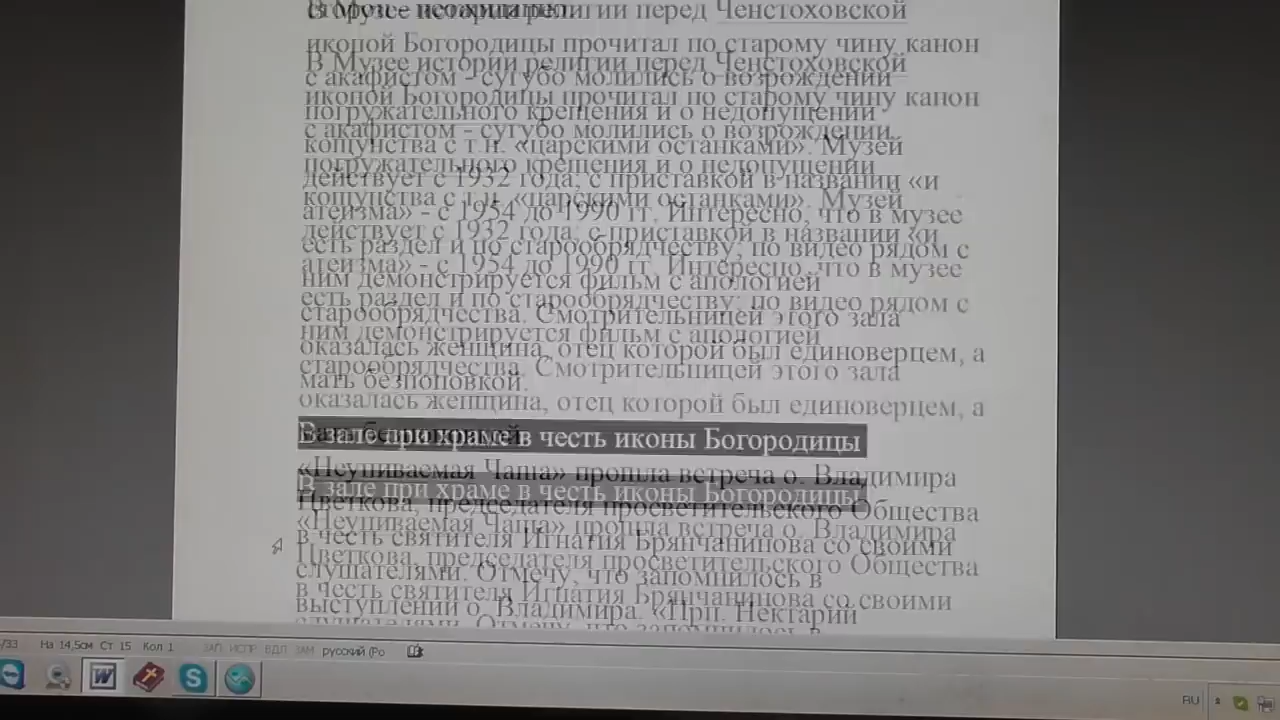 В Музее истории религии перед Ченстоховской
иконой Богородицы прочитал по старому чину канон
с акафистом - сугубо молились о возрождении
погружательного крещения и о недопущении
кощунства с т.н. «царскими останками». Музей
действует с 1932 года; с приставкой в названии «и
атеизма» - с 1954 до 1990 гг. Интересно, что в музее
есть раздел и по старообрядчеству; по видео рядом с
ним демонстрируется фильм с апологией
старообрядчества. Смотрительницей этого зала
оказалась женщина, отец которой был единоверцем, а
мать безпоповкой.
В зале при храме в честь иконы Богородицы
«Неупиваемая Чаша» прошла встреча о. Владимира
Цветкова, председателя просветительского Общества
в честь святителя Игнатия Брянчанинова со своими
слушателями. Отмечу, что запомнилось в
выступлении о. Владимира. «Прп. Нектарий
/33 На 14,5см Ст 15 Кол 1 ЗАП ИСПР ВДЛ ЗАМ русский (Ро
RU